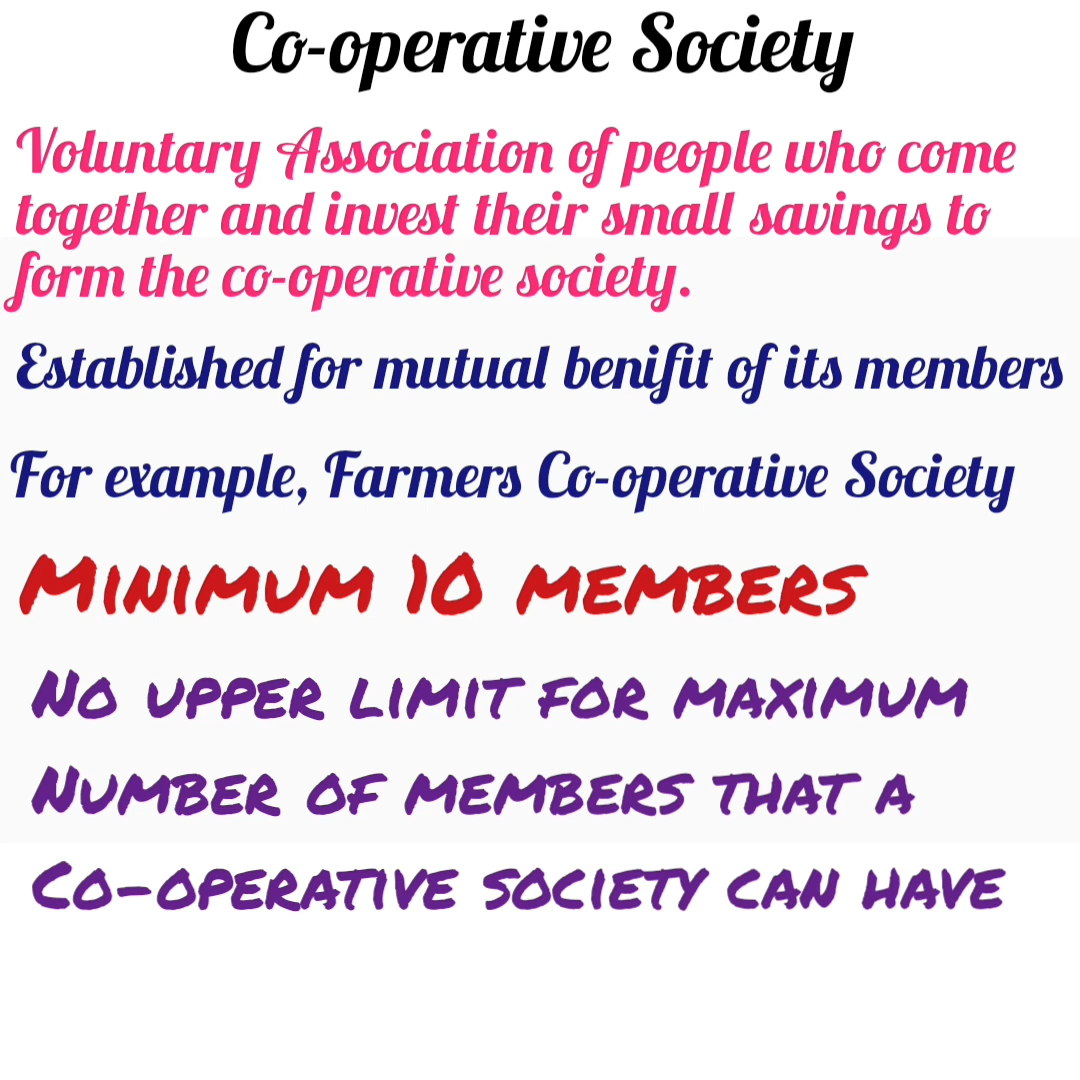 Co-operative Society
Voluntary Association of people who come
together and invest their small savings to
form the co-operative society.
Established for mutual benifit of its members
For example, Farmers Co-operative Society
Minimum 10 members
No upper limit for maximum
Number of members that a
Co-operative society can have